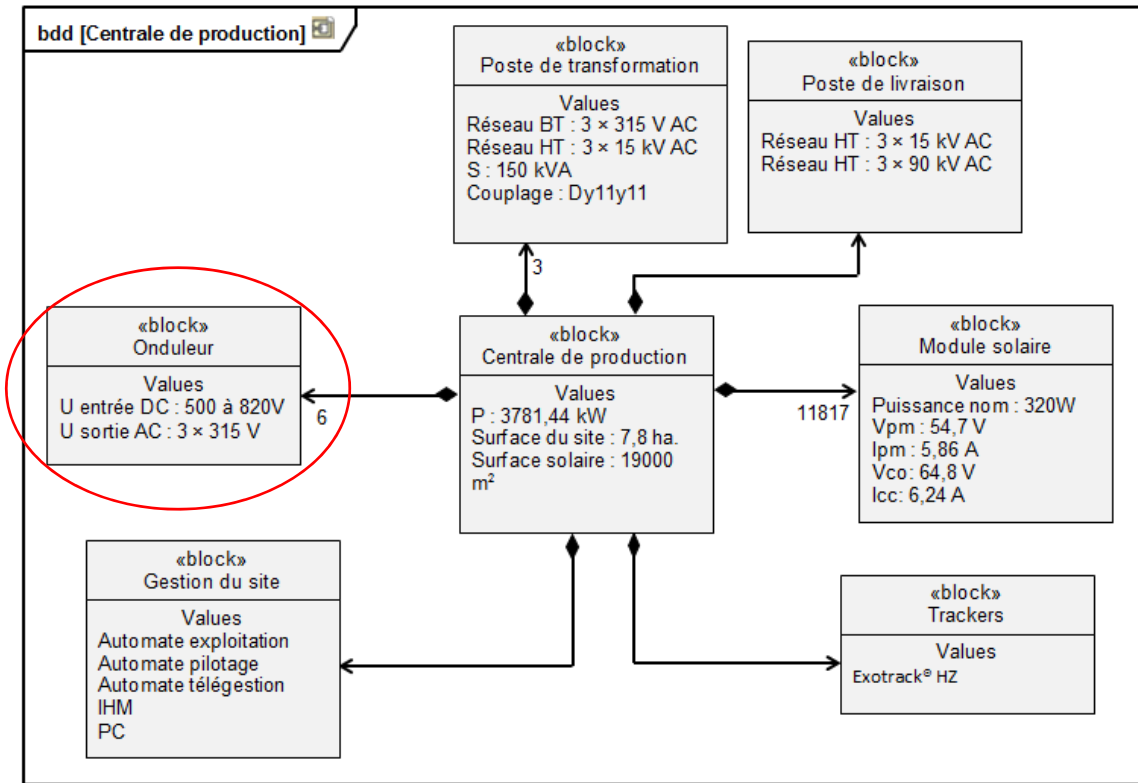 bdd [Centrale de production]
«block»
Poste de transformation
Values
Réseau BT : 3 × 315 V AC
Réseau HT : 3 × 15 kV AC
S : 150 kVA
Couplage : Dy11y11
«block»
Poste de livraison
Values
Réseau HT : 3 × 15 kV AC
Réseau HT : 3 × 90 kV AC
3
«block»
Onduleur
Values
U entrée DC : 500 à 820V
U sortie AC : 3 × 315 V
6
«block»
Centrale de production
Values
P : 3781,44 kW
Surface du site : 7,8 ha.
Surface solaire : 19000
m²
11817
«block»
Module solaire
Values
Puissance nom : 320W
Vpm : 54,7 V
Ipm : 5,86 A
Vco: 64,8 V
Icc: 6,24 A
«block»
Gestion du site
Values
Automate exploitation
Automate pilotage
Automate télégestion
IHM
PC
«block»
Trackers
Values
Exotrack® HZ